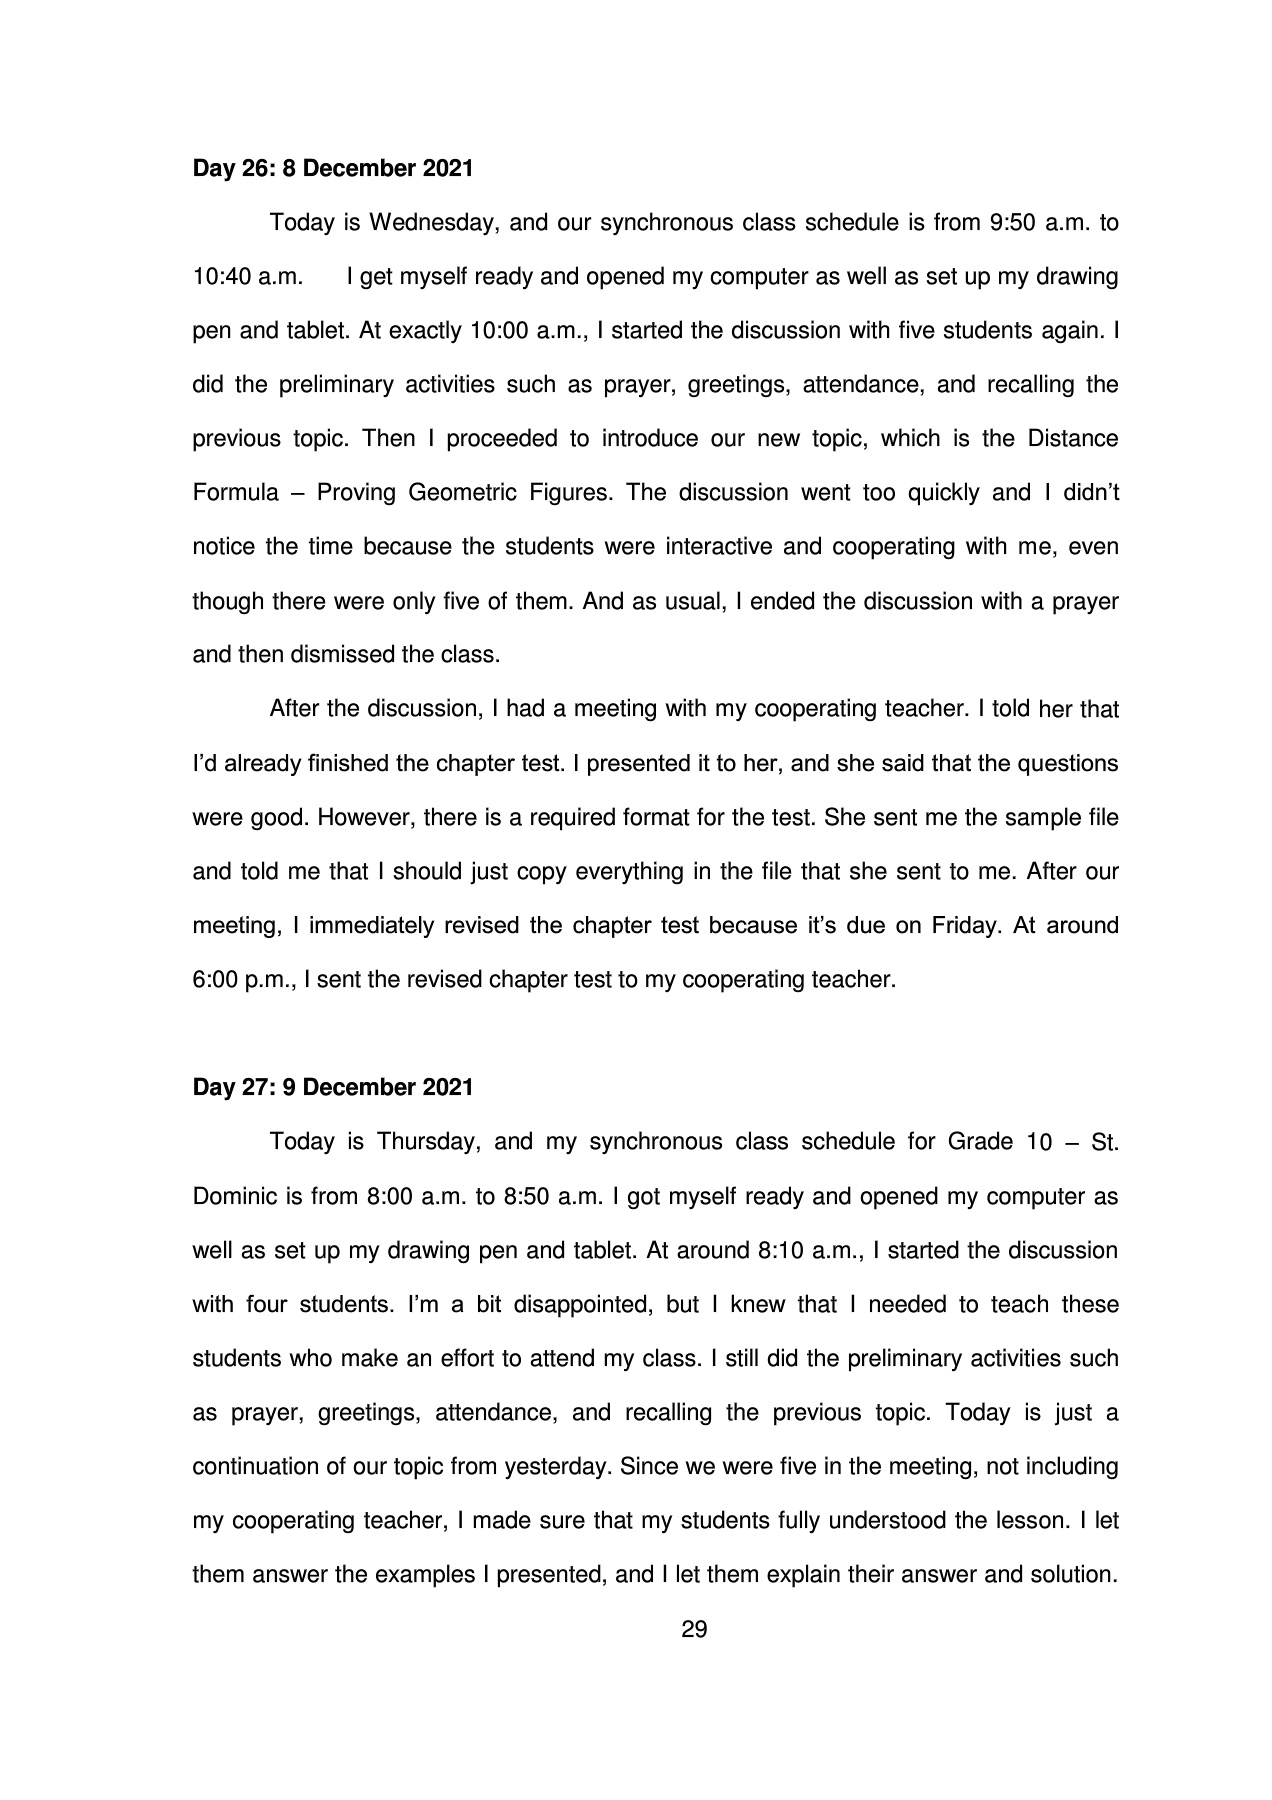 Day 26: 8 December 2021
Today is Wednesday, and our synchronous class schedule is from 9:50 a.m. to
10:40 a.m. I get myself ready and opened my computer as well as set up my drawing
pen and tablet. At exactly 10:00 a.m., I started the discussion with five students again. I
did the preliminary activities such as prayer, greetings, attendance, and recalling the
previous topic. Then I proceeded to introduce our new topic, which is the Distance
Formula – Proving Geometric Figures. The discussion went too quickly and I didn’t
notice the time because the students were interactive and cooperating with me, even
though there were only five of them. And as usual, I ended the discussion with a prayer
and then dismissed the class.
After the discussion, I had a meeting with my cooperating teacher. I told her that
I’d already finished the chapter test. I presented it to her, and she said that the questions
were good. However, there is a required format for the test. She sent me the sample file
and told me that I should just copy everything in the file that she sent to me. After our
meeting, I immediately revised the chapter test because it’s due on Friday. At around
6:00 p.m., I sent the revised chapter test to my cooperating teacher.
Day 27: 9 December 2021
Today is Thursday, and my synchronous class schedule for Grade 10 – St.
Dominic is from 8:00 a.m. to 8:50 a.m. I got myself ready and opened my computer as
well as set up my drawing pen and tablet. At around 8:10 a.m., I started the discussion
with four students. I’m a bit disappointed, but I knew that I needed to teach these
students who make an effort to attend my class. I still did the preliminary activities such
as prayer, greetings, attendance, and recalling the previous topic. Today is just a
continuation of our topic from yesterday. Since we were five in the meeting, not including
my cooperating teacher, I made sure that my students fully understood the lesson. I let
them answer the examples I presented, and I let them explain their answer and solution.
29